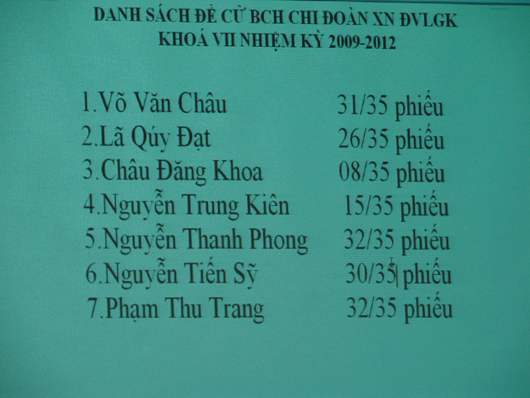 DANH SÁCH ĐỀ CỬ BCH CHI ĐOÀN XN ĐVLGK
KHOÁ VII NHIỆM KỲ 2009-2012
1.Võ Văn Châu 31/35 phiếu
2.Lã Qúy Đạt 26/35 phiếu
3.Châu Đăng Khoa 08/35 phiếu
4.Nguyễn Trung Kiên 15/35 phiếu
5.Nguyễn Thanh Phong 32/35 phiếu
6.Nguyễn Tiến Sỹ 30/35 phiếu
7.Phạm Thu Trang 32/35 phiếu